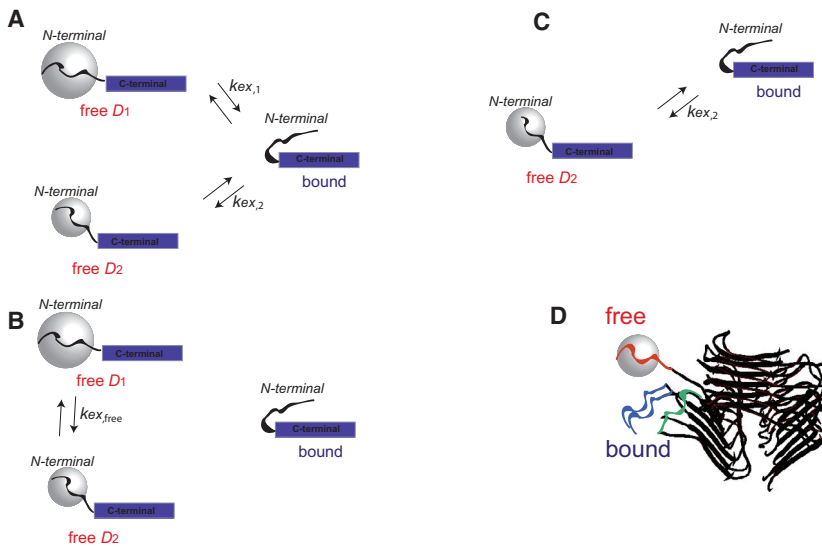 A
N-terminal
C-terminal
free D1
kex,1
N-terminal
C-terminal
bound
N-terminal
kex,2
C-terminal
free D2
B
N-terminal
C-terminal
free D1
kex,free
N-terminal
C-terminal
bound
N-terminal
C-terminal
free D2
C
N-terminal
C-terminal
bound
N-terminal
kex,2
C-terminal
free D2
D
free
bound